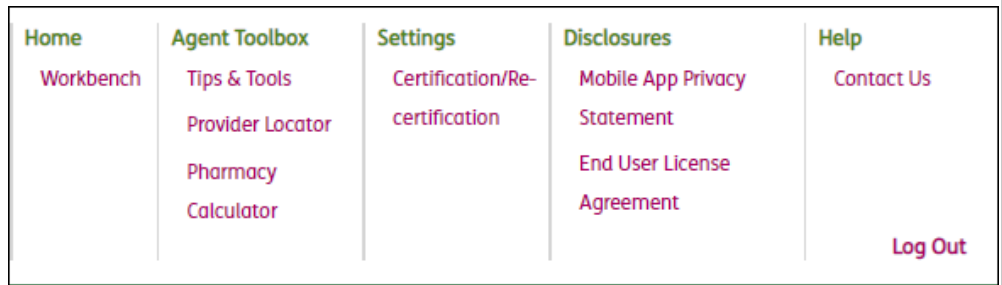 Home
Workbench
Agent Toolbox
Tips & Tools
Provider Locator
Pharmacy
Calculator
Settings
Certification/Re-
certification
Disclosures
Mobile App Privacy
Statement
End User License
Agreement
Help
Contact Us
Log Out